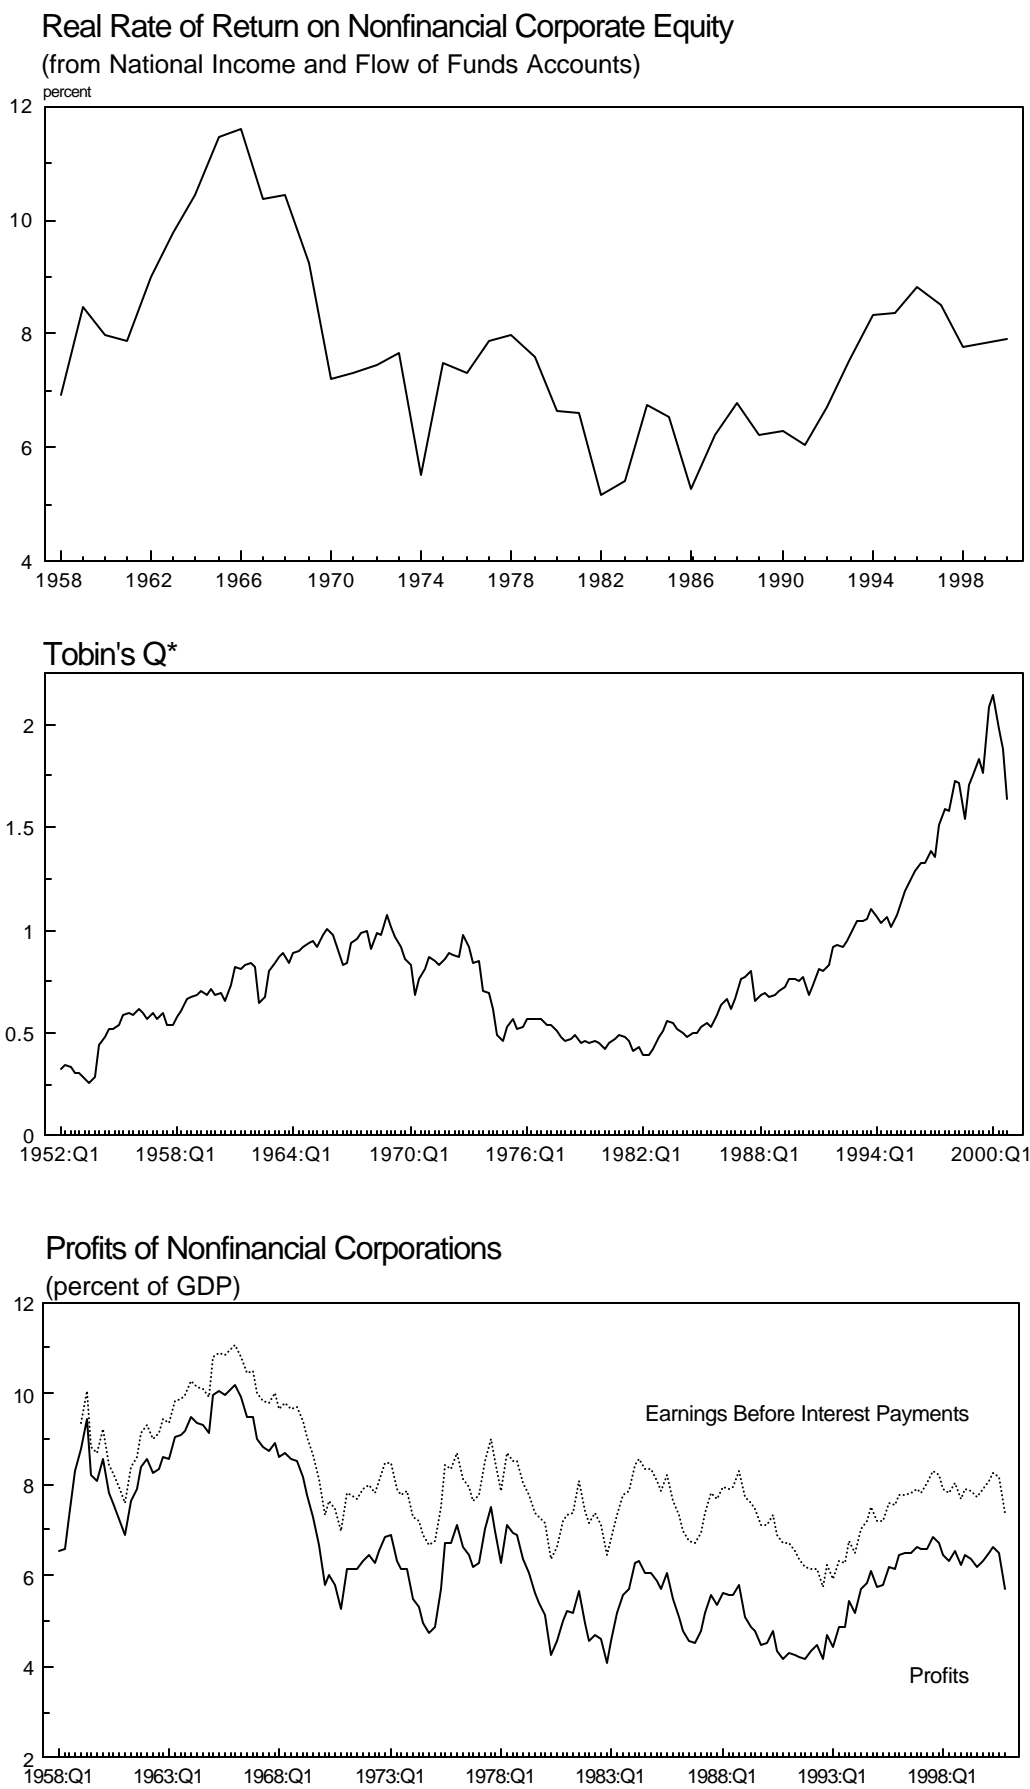 Real Rate of Return on Nonfinancial Corporate Equity
(from National Income and Flow of Funds Accounts)
percent
12
10
8
6
4
1958 1962 1966 1970 1974 1978 1982 1986 1990 1994 1998
Tobin's Q*
2
1.5
1
0.5
0
1952:Q1 1958:Q1 1964:Q1 1970:Q1 1976:Q1 1982:Q1 1988:Q1 1994:Q1 2000:Q1
Profits of Nonfinancial Corporations
(percent of GDP)
12
10
Earnings Before Interest Payments
8
6
4
Profits
2
1958:Q1 1963:Q1 1968:Q1 1973:Q1 1978:Q1 1983:Q1 1988:Q1 1993:Q1 1998:Q1